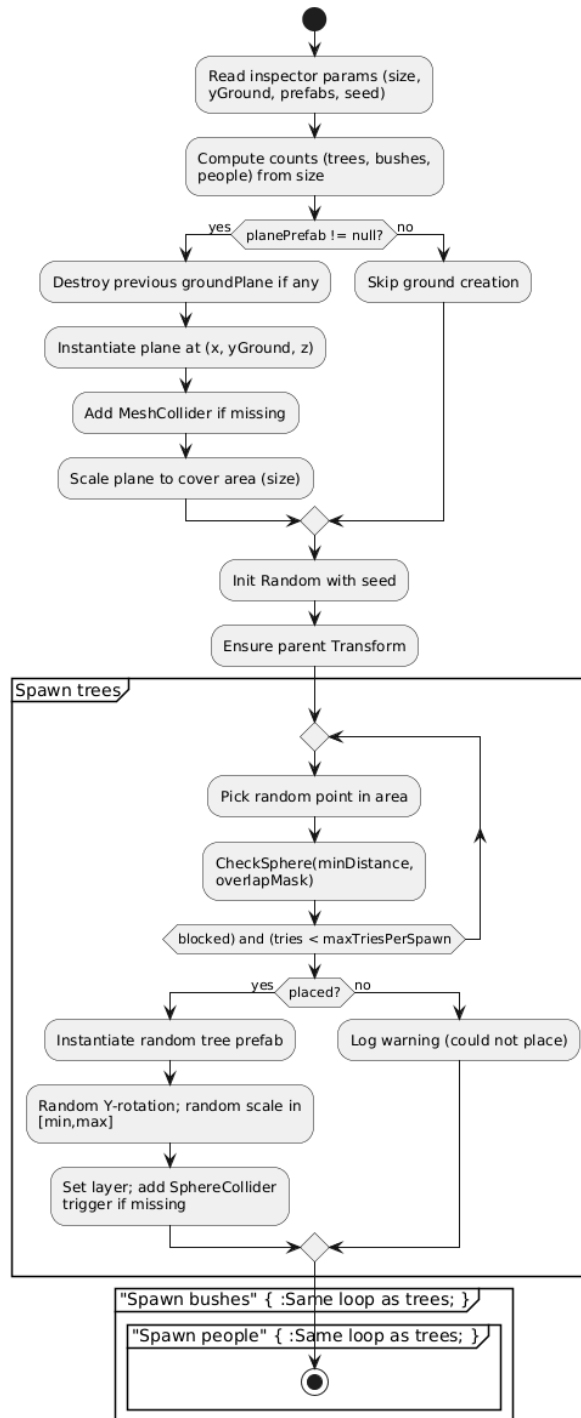 Read inspector params (size,
yGround, prefabs, seed)
Compute counts (trees, bushes,
people) from size
planePrefab != null?
yes
no
Destroy previous groundPlane if any
Skip ground creation
Instantiate plane at (x, yGround, z)
Add MeshCollider if missing
Scale plane to cover area (size)
Init Random with seed
Ensure parent Transform
Spawn trees
Pick random point in area
CheckSphere(minDistance,
overlapMask)
blocked) and (tries < maxTriesPerSpawn
placed?
yes
no
Instantiate random tree prefab
Log warning (could not place)
Random Y-rotation; random scale in
[min,max]
Set layer; add SphereCollider
trigger if missing
"Spawn bushes" { :Same loop as trees; }
"Spawn people" { :Same loop as trees; }